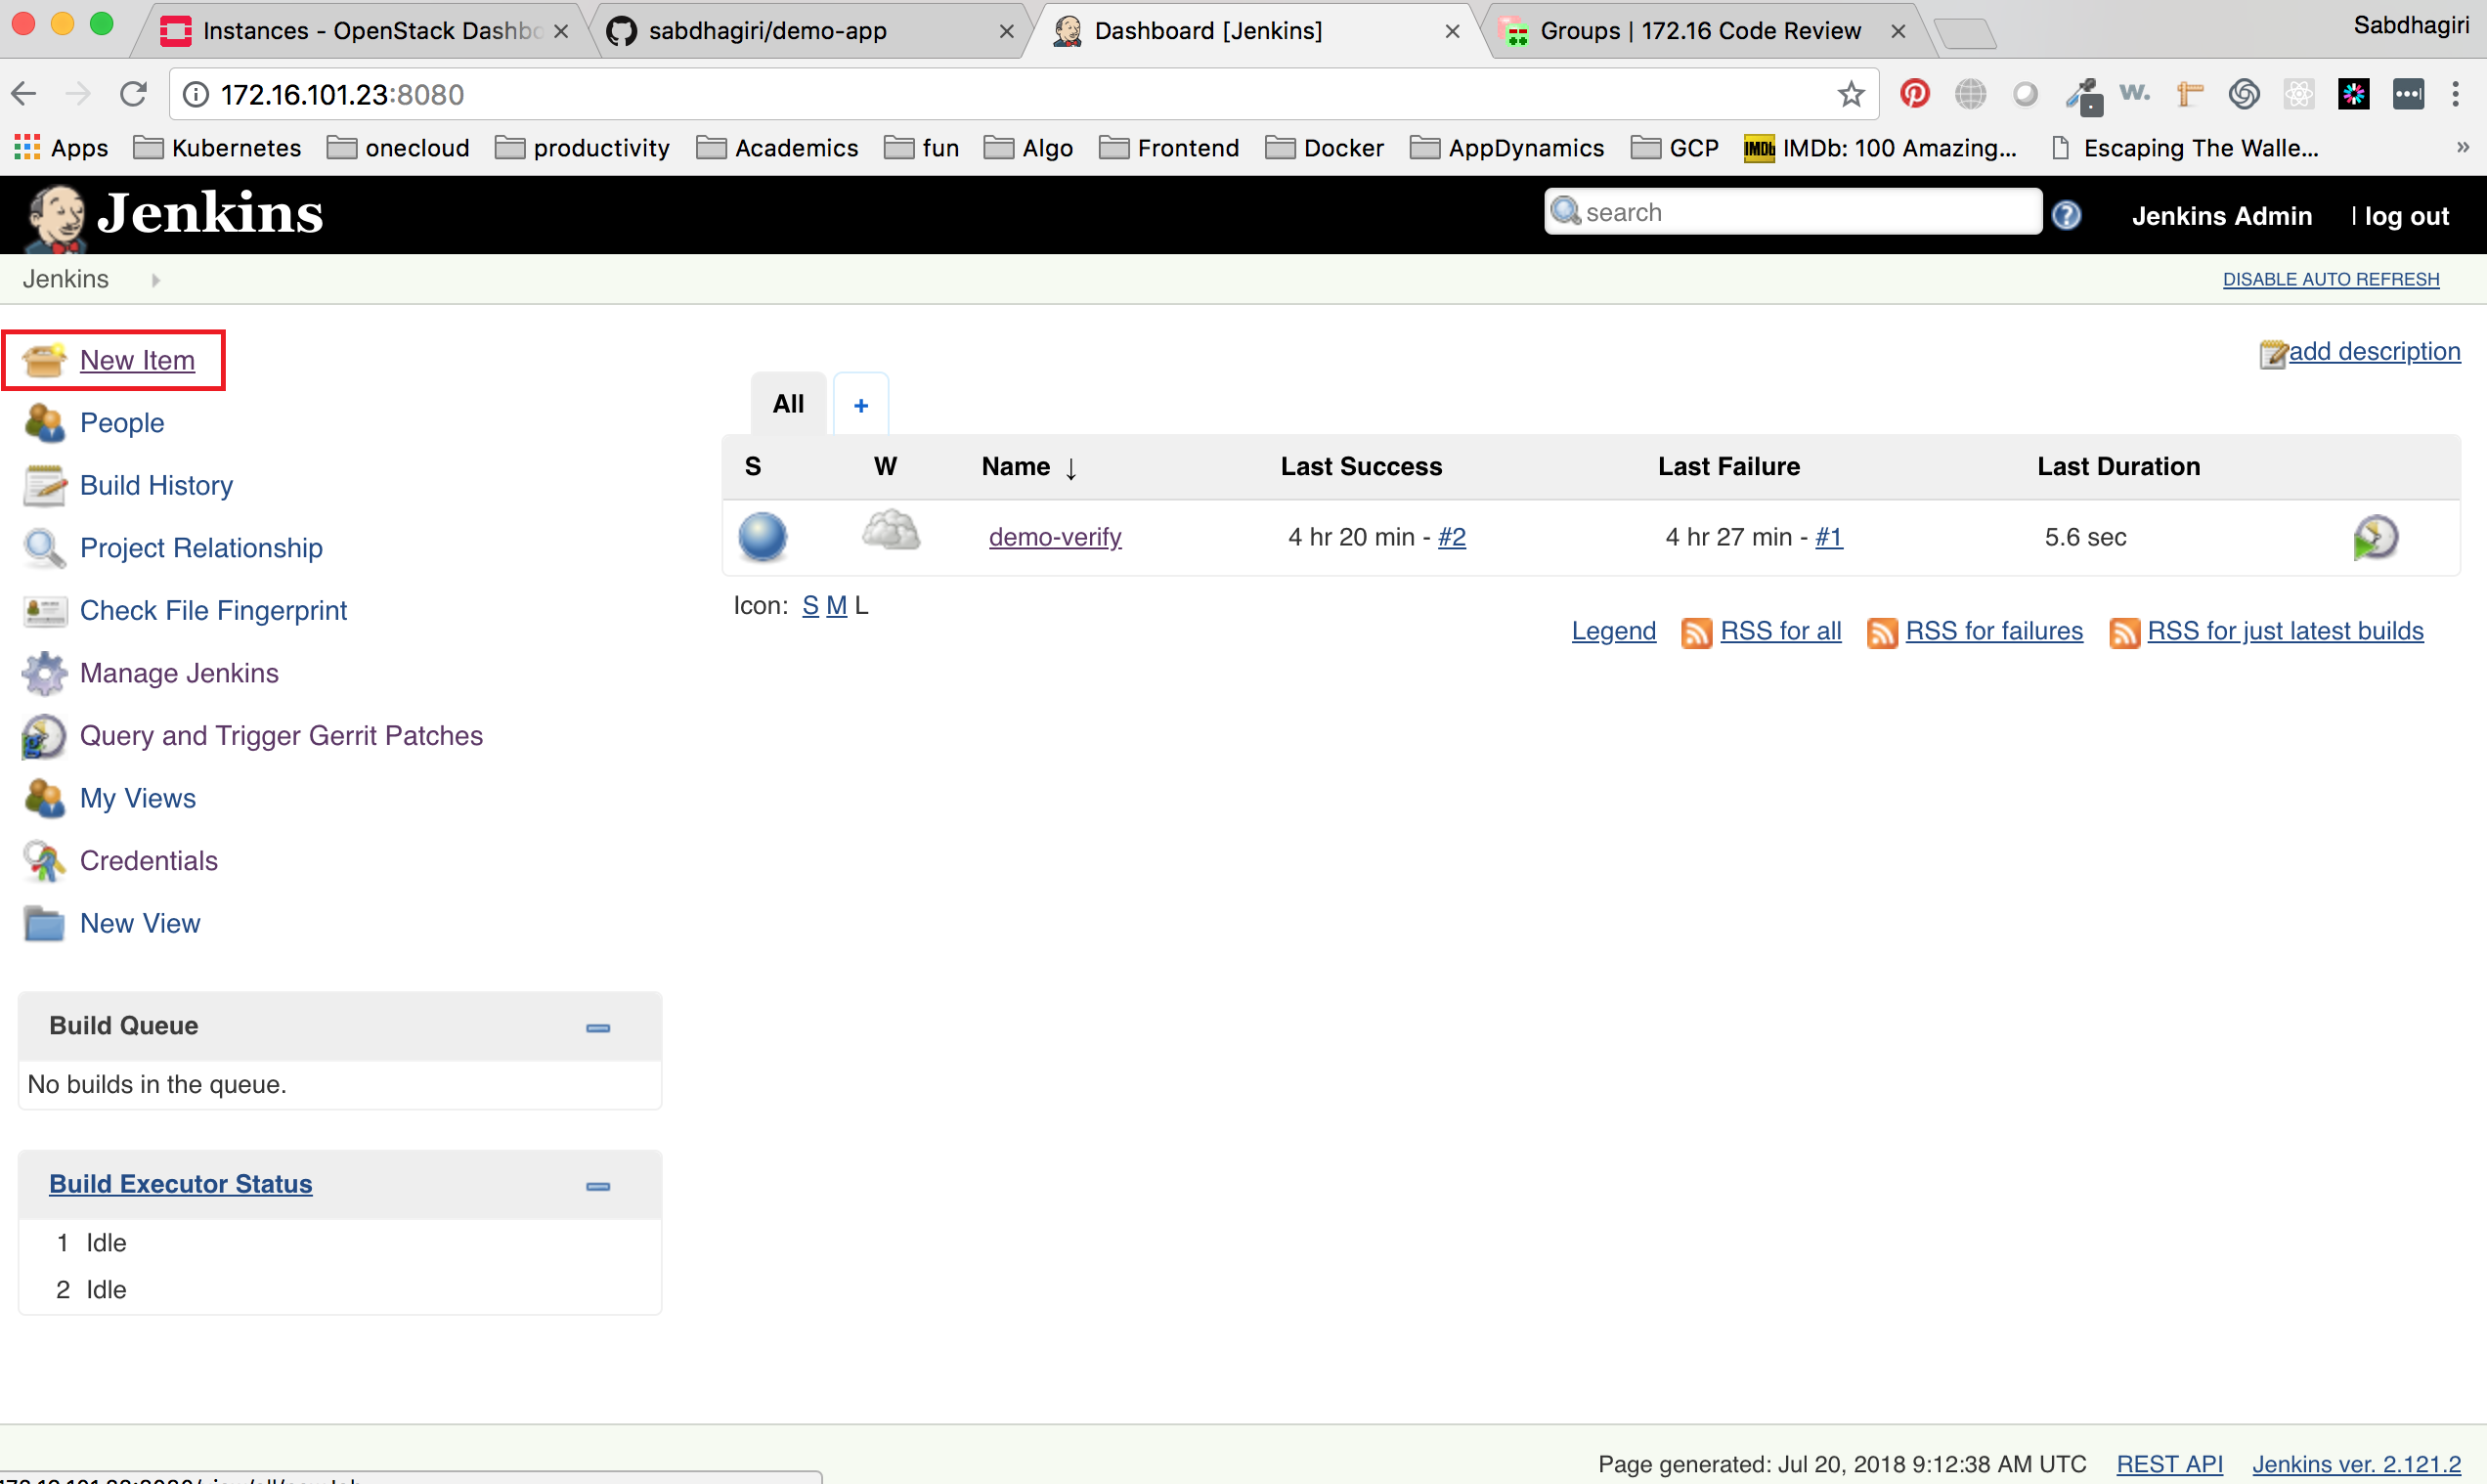 Instances - OpenStack Dashbo
sabdhagiri/demo-app
Dashboard [Jenkins]
Groups | 172.16 Code Review
Sabdhagiri
172.16.101.23:8080
Apps
Kubernetes
onecloud
productivity
Academics
fun
Algo
Frontend
Docker
AppDynamics
GCP
IMDb: 100 Amazing...
Escaping The Walle...
»
Jenkins
search
Jenkins Admin
| log out
Jenkins
DISABLE AUTO REFRESH
New Item
add description
People
Build History
Project Relationship
Check File Fingerprint
Manage Jenkins
Query and Trigger Gerrit Patches
My Views
Credentials
New View
All
+
S W Name ↓ Last Success Last Failure Last Duration
demo-verify 4 hr 20 min - #2 4 hr 27 min - #1 5.6 sec
Icon: S M L
Legend RSS for all RSS for failures RSS for just latest builds
Build Queue
No builds in the queue.
Build Executor Status
1 Idle
2 Idle
Page generated: Jul 20, 2018 9:12:38 AM UTC REST API Jenkins ver. 2.121.2